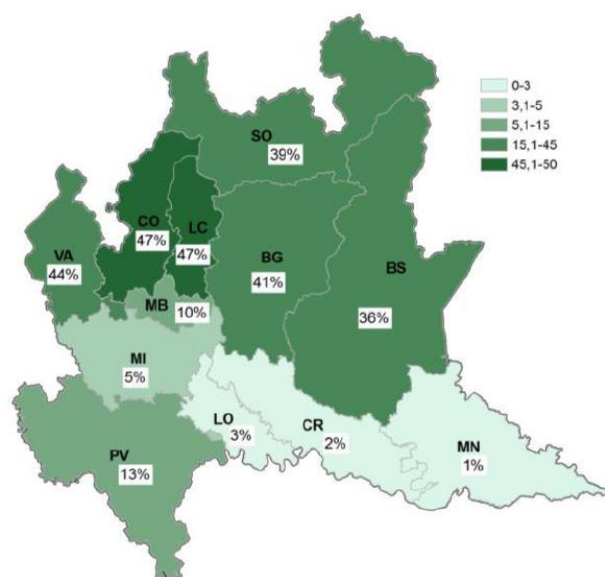 0-3
3,1-5
5,1-15
15,1-45
45,1-50
SO
39%
CO
47%
LC
47%
VA
44%
BG
41%
BS
36%
MB
10%
MI
5%
LO
3%
CR
2%
MN
1%
PV
13%